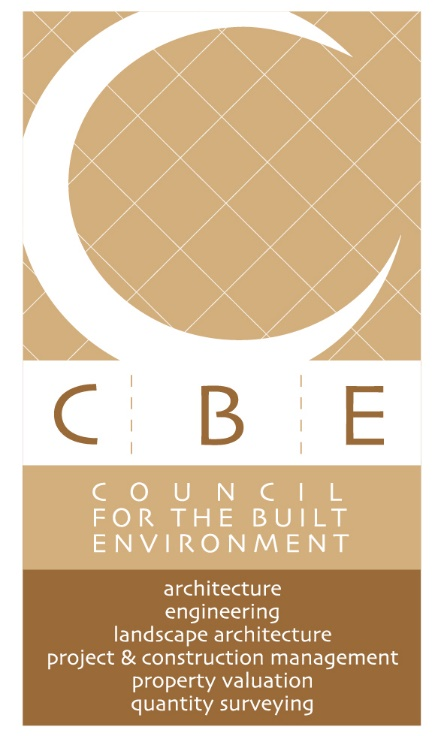 C B E
COUNCIL
FOR THE BUILT
ENVIRONMENT
architecture
engineering
landscape architecture
project & construction management
property valuation
quantity surveying